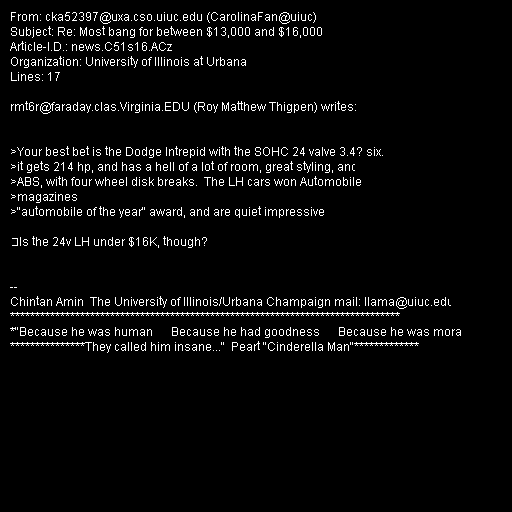 From: cka52397@uxa.cso.uiuc.edu (CarolinaFan@uiuc)
Subject: Re: Most bang for between $13,000 and $16,000
Article-I.D.: news.C51s16.ACz
Organization: University of Illinois at Urbana
Lines: 17

rmt6r@faraday.clas.Virginia.EDU (Roy Matthew Thigpen) writes:

>Your best bet is the Dodge Intrepid with the SOHC 24 valve 3.4? six.
>it gets 214 hp, and has a hell of a lot of room, great styling, and
>ABS, with four wheel disk breaks.  The LH cars won Automobile
>magazines
>"automobile of the year" award, and are quiet impressive

Is the 24v LH under $16K, though?

--
Chintan Amin  The University of Illinois/Urbana Champaign mail: llama@uiuc.edu
******************************************************************************
*"Because he was human      Because he had goodness      Because he was mora
***************They called him insane..."  Peart "Cinderella Man"*************